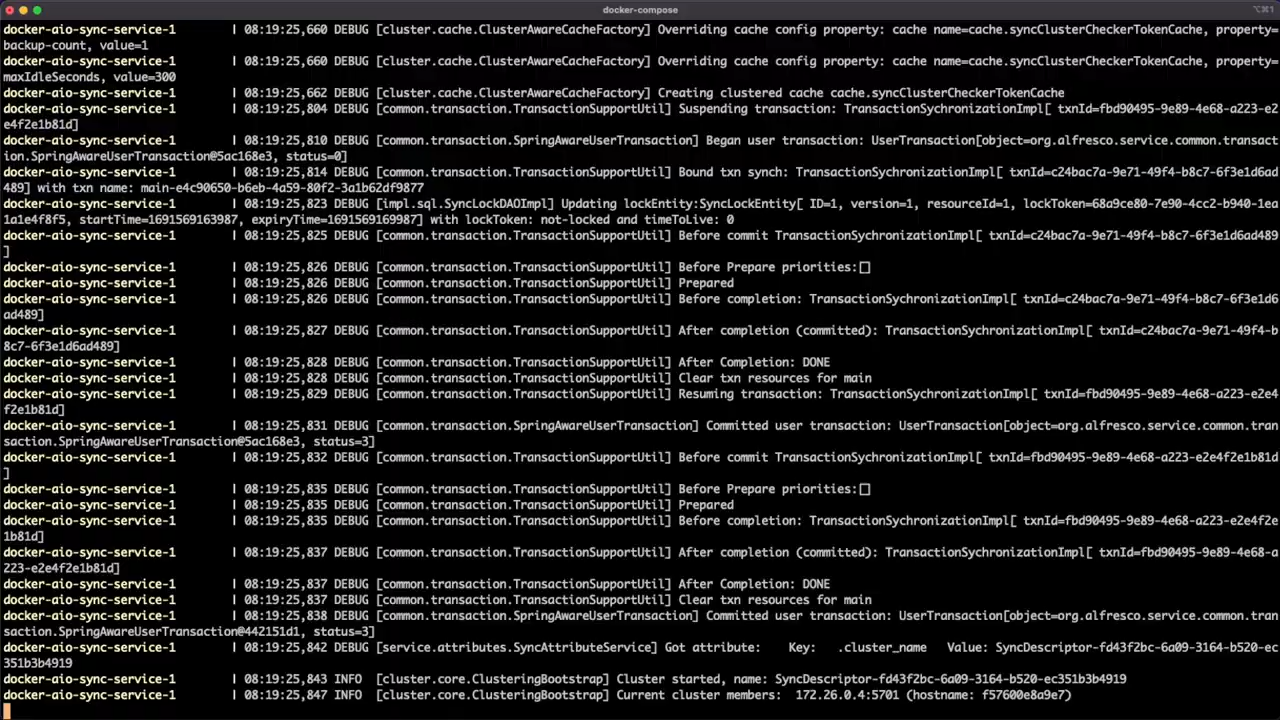 docker-compose
⌥⌘1
docker-aio-sync-service-1 | 08:19:25,660 DEBUG [cluster.cache.ClusterAwareCacheFactory] Overriding cache config property: cache name=cache.syncClusterCheckerTokenCache, property=
backup-count, value=1
docker-aio-sync-service-1 | 08:19:25,660 DEBUG [cluster.cache.ClusterAwareCacheFactory] Overriding cache config property: cache name=cache.syncClusterCheckerTokenCache, property=
maxIdleSeconds, value=300
docker-aio-sync-service-1 | 08:19:25,662 DEBUG [cluster.cache.ClusterAwareCacheFactory] Creating clustered cache cache.syncClusterCheckerTokenCache
docker-aio-sync-service-1 | 08:19:25,804 DEBUG [common.transaction.TransactionSupportUtil] Suspending transaction: TransactionSychronizationImpl[ txnId=fbd90495-9e89-4e68-a223-e2
e4f2e1b81d]
docker-aio-sync-service-1 | 08:19:25,810 DEBUG [common.transaction.SpringAwareUserTransaction] Began user transaction: UserTransaction[object=org.alfresco.service.common.transact
ion.SpringAwareUserTransaction@5ac168e3, status=0]
docker-aio-sync-service-1 | 08:19:25,814 DEBUG [common.transaction.TransactionSupportUtil] Bound txn synch: TransactionSychronizationImpl[ txnId=c24bac7a-9e71-49f4-b8c7-6f3e1d6ad
489] with txn name: main-e4c90650-b6eb-4a59-80f2-3a1b62df9877
docker-aio-sync-service-1 | 08:19:25,823 DEBUG [impl.sql.SyncLockDAOImpl] Updating lockEntity:SyncLockEntity[ ID=1, version=1, resourceId=1, lockToken=68a9ce80-7e90-4cc2-b940-1ea
1a1e4f8f5, startTime=1691569163987, expiryTime=1691569169987] with lockToken: not-locked and timeToLive: 0
docker-aio-sync-service-1 | 08:19:25,825 DEBUG [common.transaction.TransactionSupportUtil] Before commit TransactionSychronizationImpl[ txnId=c24bac7a-9e71-49f4-b8c7-6f3e1d6ad489
]
docker-aio-sync-service-1 | 08:19:25,826 DEBUG [common.transaction.TransactionSupportUtil] Before Prepare priorities:[]
docker-aio-sync-service-1 | 08:19:25,826 DEBUG [common.transaction.TransactionSupportUtil] Prepared
docker-aio-sync-service-1 | 08:19:25,826 DEBUG [common.transaction.TransactionSupportUtil] Before completion: TransactionSychronizationImpl[ txnId=c24bac7a-9e71-49f4-b8c7-6f3e1d6
ad489]
docker-aio-sync-service-1 | 08:19:25,827 DEBUG [common.transaction.TransactionSupportUtil] After completion (committed): TransactionSychronizationImpl[ txnId=c24bac7a-9e71-49f4-b
8c7-6f3e1d6ad489]
docker-aio-sync-service-1 | 08:19:25,828 DEBUG [common.transaction.TransactionSupportUtil] After Completion: DONE
docker-aio-sync-service-1 | 08:19:25,828 DEBUG [common.transaction.TransactionSupportUtil] Clear txn resources for main
docker-aio-sync-service-1 | 08:19:25,829 DEBUG [common.transaction.TransactionSupportUtil] Resuming transaction: TransactionSychronizationImpl[ txnId=fbd90495-9e89-4e68-a223-e2e4
f2e1b81d]
docker-aio-sync-service-1 | 08:19:25,831 DEBUG [common.transaction.SpringAwareUserTransaction] Committed user transaction: UserTransaction[object=org.alfresco.service.common.tran
saction.SpringAwareUserTransaction@5ac168e3, status=3]
docker-aio-sync-service-1 | 08:19:25,832 DEBUG [common.transaction.TransactionSupportUtil] Before commit TransactionSychronizationImpl[ txnId=fbd90495-9e89-4e68-a223-e2e4f2e1b81d
]
docker-aio-sync-service-1 | 08:19:25,835 DEBUG [common.transaction.TransactionSupportUtil] Before Prepare priorities:[]
docker-aio-sync-service-1 | 08:19:25,835 DEBUG [common.transaction.TransactionSupportUtil] Prepared
docker-aio-sync-service-1 | 08:19:25,835 DEBUG [common.transaction.TransactionSupportUtil] Before completion: TransactionSychronizationImpl[ txnId=fbd90495-9e89-4e68-a223-e2e4f2e
1b81d]
docker-aio-sync-service-1 | 08:19:25,837 DEBUG [common.transaction.TransactionSupportUtil] After completion (committed): TransactionSychronizationImpl[ txnId=fbd90495-9e89-4e68-a
223-e2e4f2e1b81d]
docker-aio-sync-service-1 | 08:19:25,837 DEBUG [common.transaction.TransactionSupportUtil] After Completion: DONE
docker-aio-sync-service-1 | 08:19:25,837 DEBUG [common.transaction.TransactionSupportUtil] Clear txn resources for main
docker-aio-sync-service-1 | 08:19:25,838 DEBUG [common.transaction.SpringAwareUserTransaction] Committed user transaction: UserTransaction[object=org.alfresco.service.common.tran
saction.SpringAwareUserTransaction@442151d1, status=3]
docker-aio-sync-service-1 | 08:19:25,842 DEBUG [service.attributes.SyncAttributeService] Got attribute: Key: .cluster_name Value: SyncDescriptor-fd43f2bc-6a09-3164-b520-ec
351b3b4919
docker-aio-sync-service-1 | 08:19:25,843 INFO [cluster.core.ClusteringBootstrap] Cluster started, name: SyncDescriptor-fd43f2bc-6a09-3164-b520-ec351b3b4919
docker-aio-sync-service-1 | 08:19:25,847 INFO [cluster.core.ClusteringBootstrap] Current cluster members: 172.26.0.4:5701 (hostname: f57600e8a9e7)